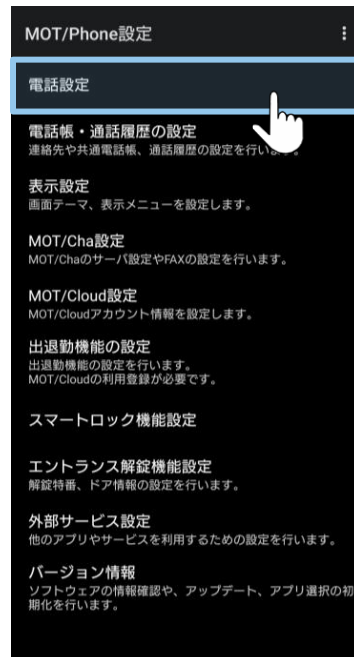 MOT/Phone設定
電話設定
電話帳・通話履歴の設定
連絡先や共通電話帳、通話履歴の設定を行い
表示設定
画面テーマ、表示メニューを設定します。
MOT/Cha設定
MOT/Chaのサーバ設定やFAXの設定を行います。
MOT/Cloud設定
MOT/Cloudアカウント情報を設定します。
出退勤機能の設定
出退勤機能の設定を行います。
MOT/Cloudの利用登録が必要です。
スマートロック機能設定
エントランス解錠機能設定
解錠特番、ドア情報の設定を行います。
外部サービス設定
他のアプリやサービスを利用するための設定を行います。
バージョン情報
ソフトウェアの情報確認や、アップデート、アプリ選択の初
期化を行います。